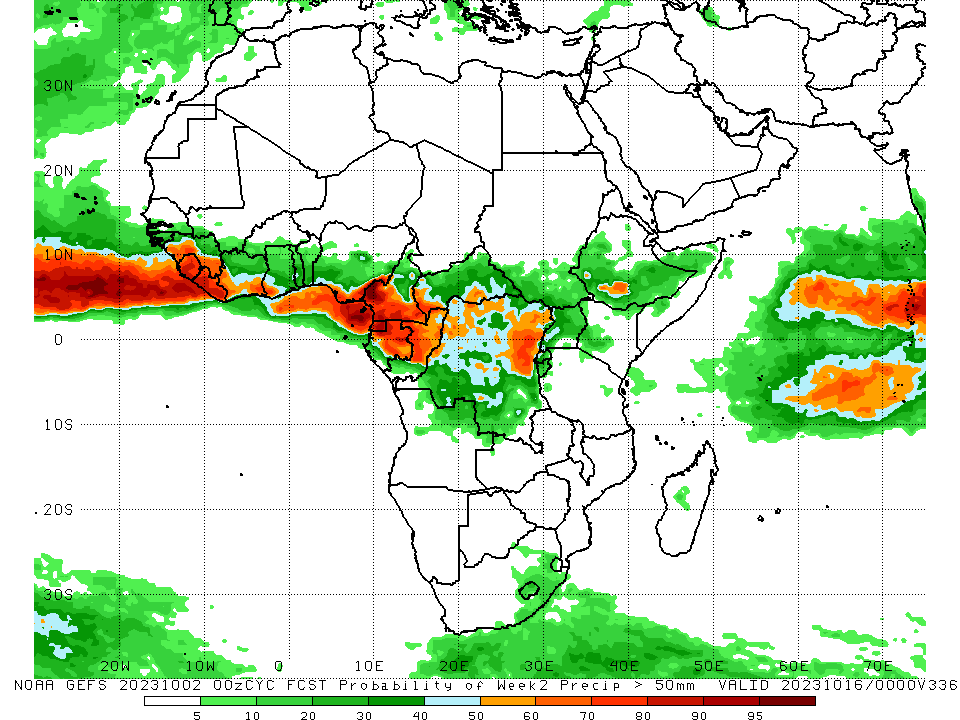 30N
20N
10N
0
10S
20S
30S
20W 10W 0 10E 20E 30E 40E 50E 60E 70E
NOAA GEFS 20231002 00zCYC FCST Probability of Week2 Precip > 50mm VALID 20231016/0000V336
5 10 20 30 40 50 60 70 80 90 95